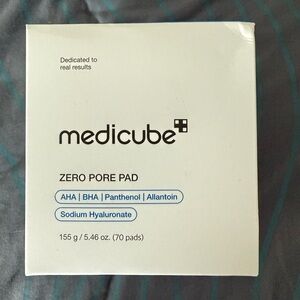 Dedicated to
real results
medicube
ZERO PORE PAD
AHA | BHA | Panthenol | Allantoin
Sodium Hyaluronate
155 g / 5.46 oz. (70 pads)